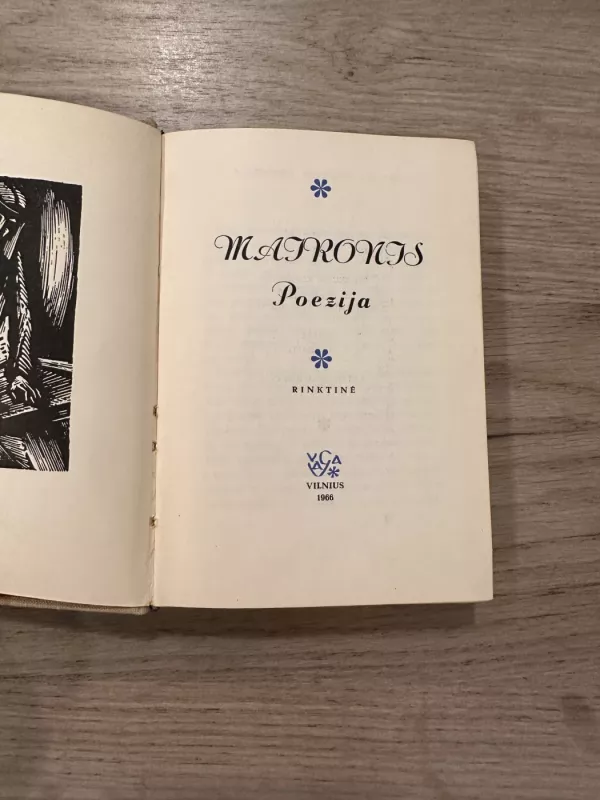 MAIRONIS
Poezija
RINKTINĖ
VAGA
VILNIUS
1966